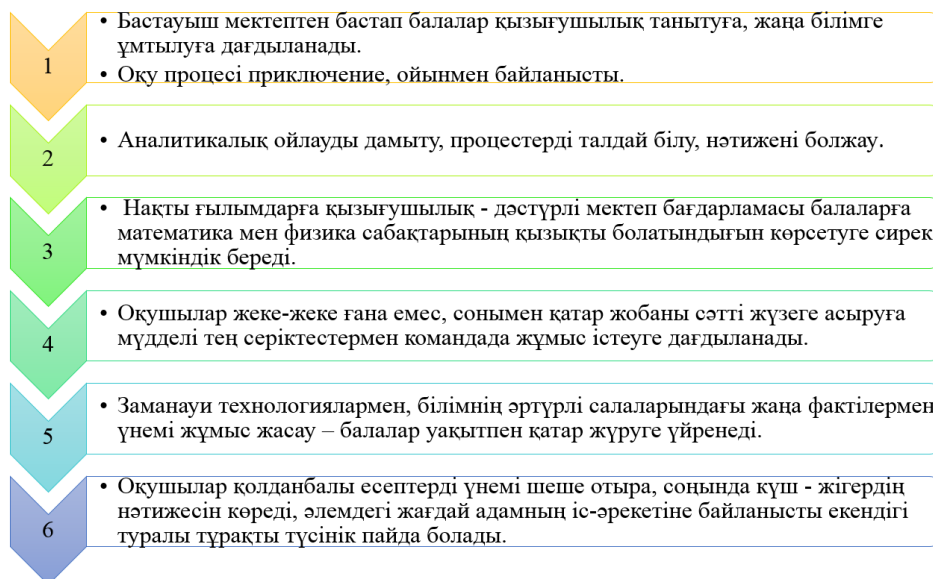 1
• Бастауыш мектептен бастап балалар қызығушылық танытуға, жаңа білімге
ұмтылуға дағдыланады.
• Оқу процесі приключение, ойынмен байланысты.
2
• Аналитикалық ойлауды дамыту, процестерді талдай білу, нәтижені болжау.
3
• Нақты ғылымдарға қызығушылық - дәстүрлі мектеп бағдарламасы балаларға
математика мен физика сабақтарының қызықты болатындығын көрсетуге сирек
мүмкіндік береді.
4
• Оқушылар жеке-жеке ғана емес, сонымен қатар жобаны сәтті жүзеге асыруға
мүдделі тең серіктестермен командада жұмыс істеуге дағдыланады.
5
• Заманауи технологиялармен, білімнің әртүрлі салаларындағы жаңа фактілермен
үнемі жұмыс жасау – балалар уақытпен қатар жүруге үйренеді.
6
• Оқушылар қолданбалы есептерді үнемі шеше отыра, соңында күш - жігердің
нәтижесін көреді, әлемдегі жағдай адамның іс-әрекетіне байланысты екендігі
туралы тұрақты түсінік пайда болады.